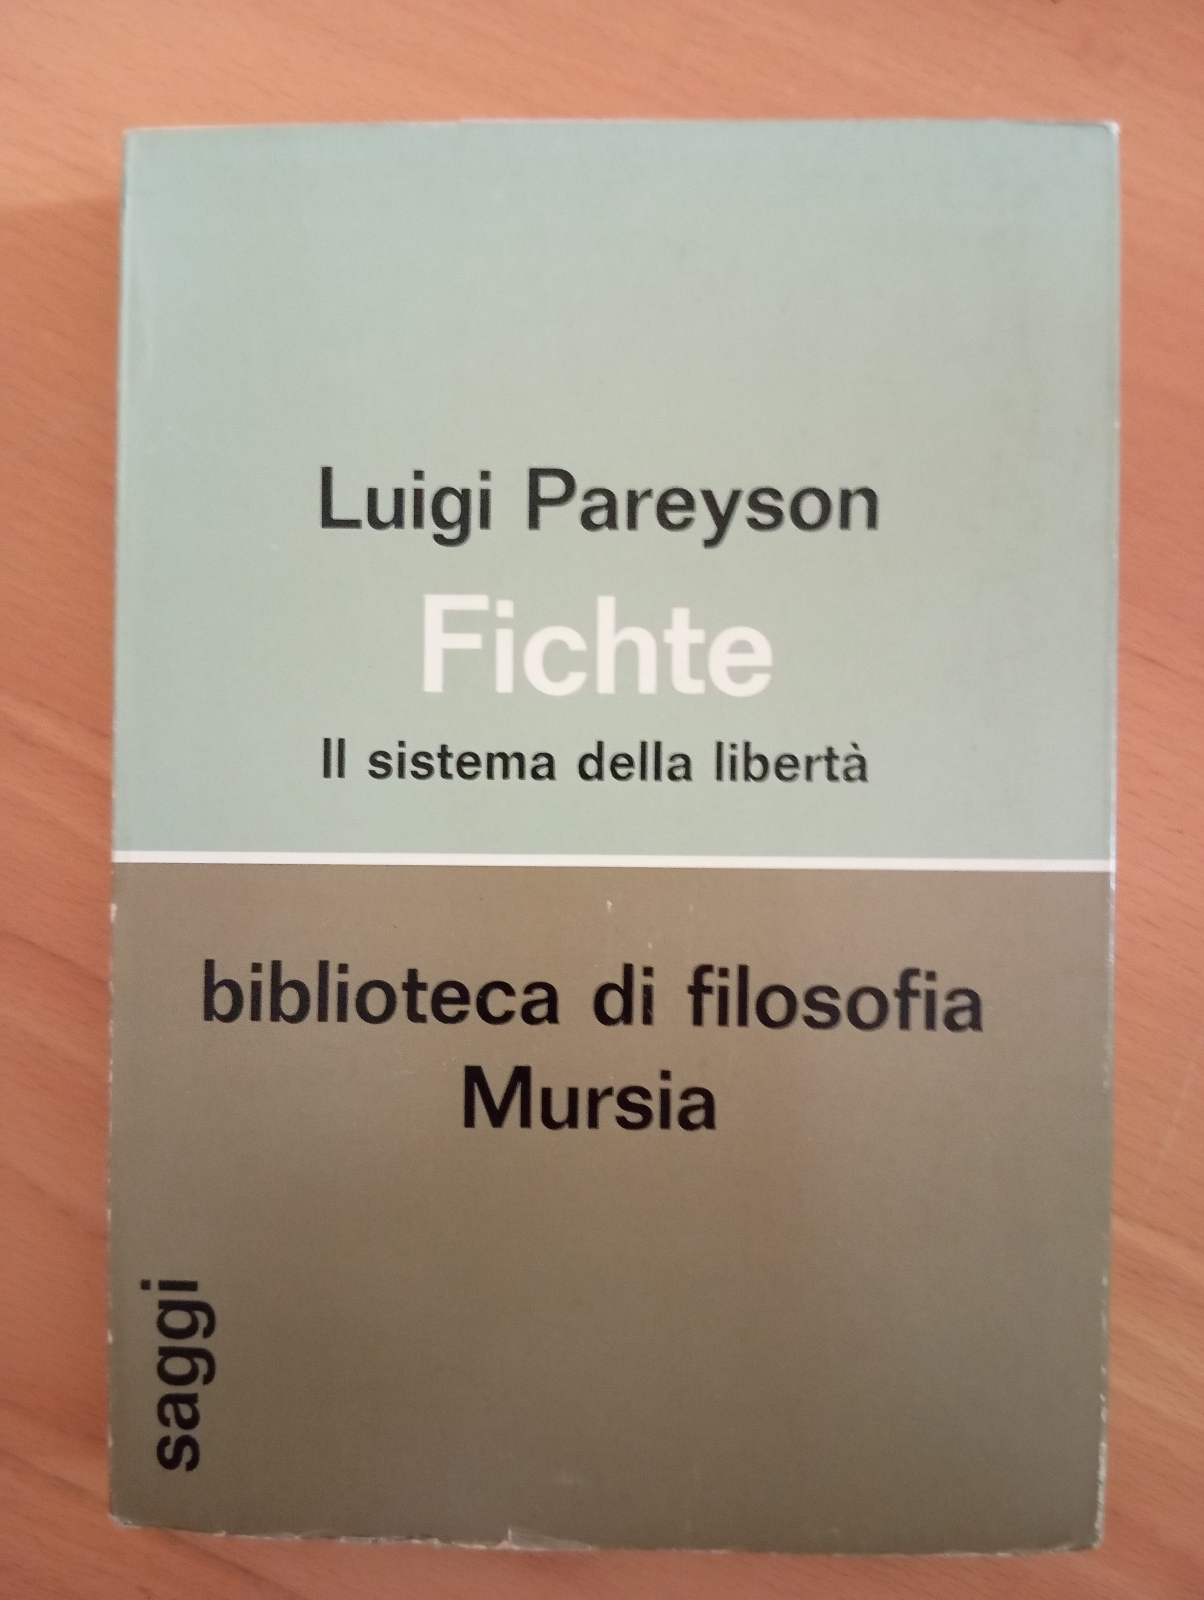 Luigi Pareyson
Fichte
Il sistema della libertà
biblioteca di filosofia
Mursia
saggi